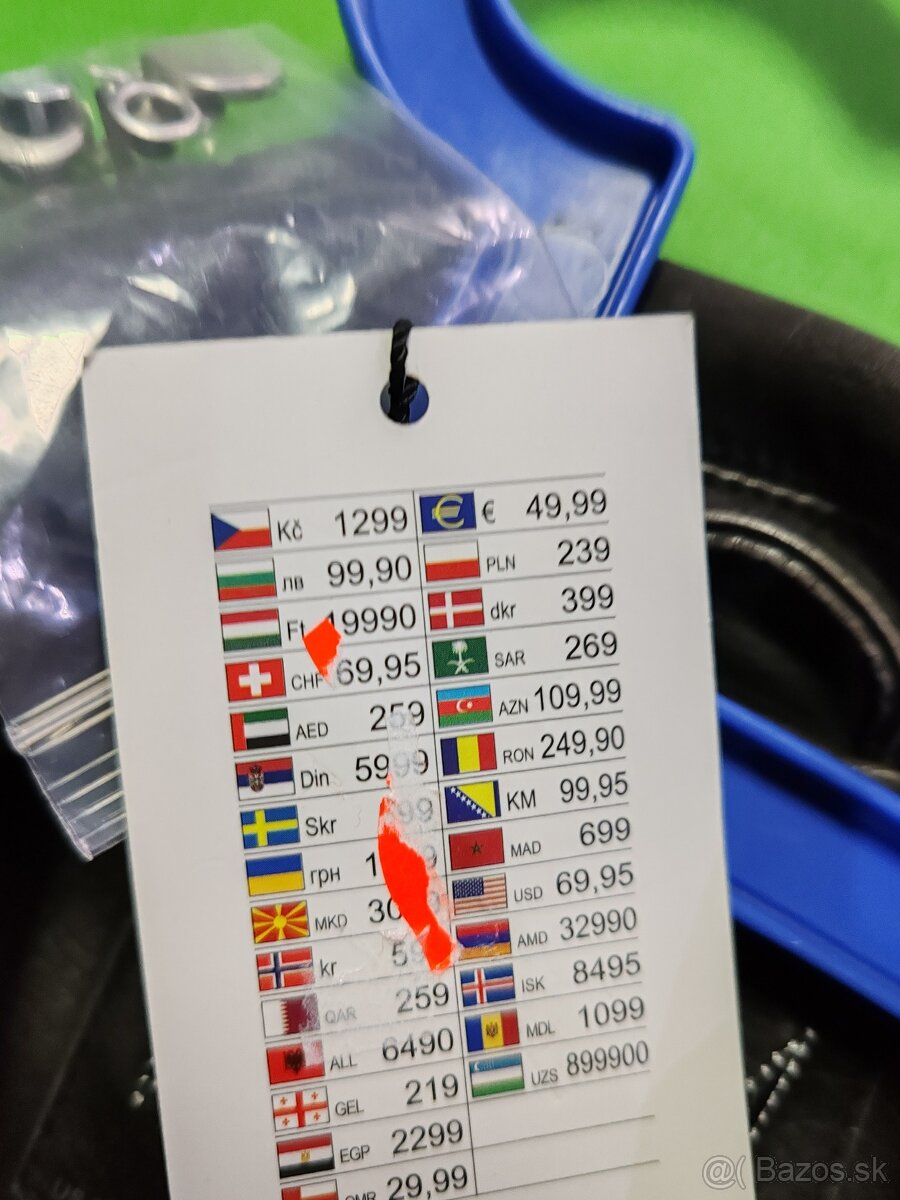 Kč 1299 € 49,99
лв 99,90 PLN 239
Ft 19990 dkr 399
CHF 69,95 SAR 269
AED 259 AZN 109,99
Din 5999 RON 249,90
Skr KM 99,95
грн MAD 699
MKD USD 69,95
kr AMD 32990
QAR 259 ISK 8495
ALL 6490 MDL 1099
GEL 219 UZS 899900
EGP 2299
OMR 29,99
@( Bazos.sk